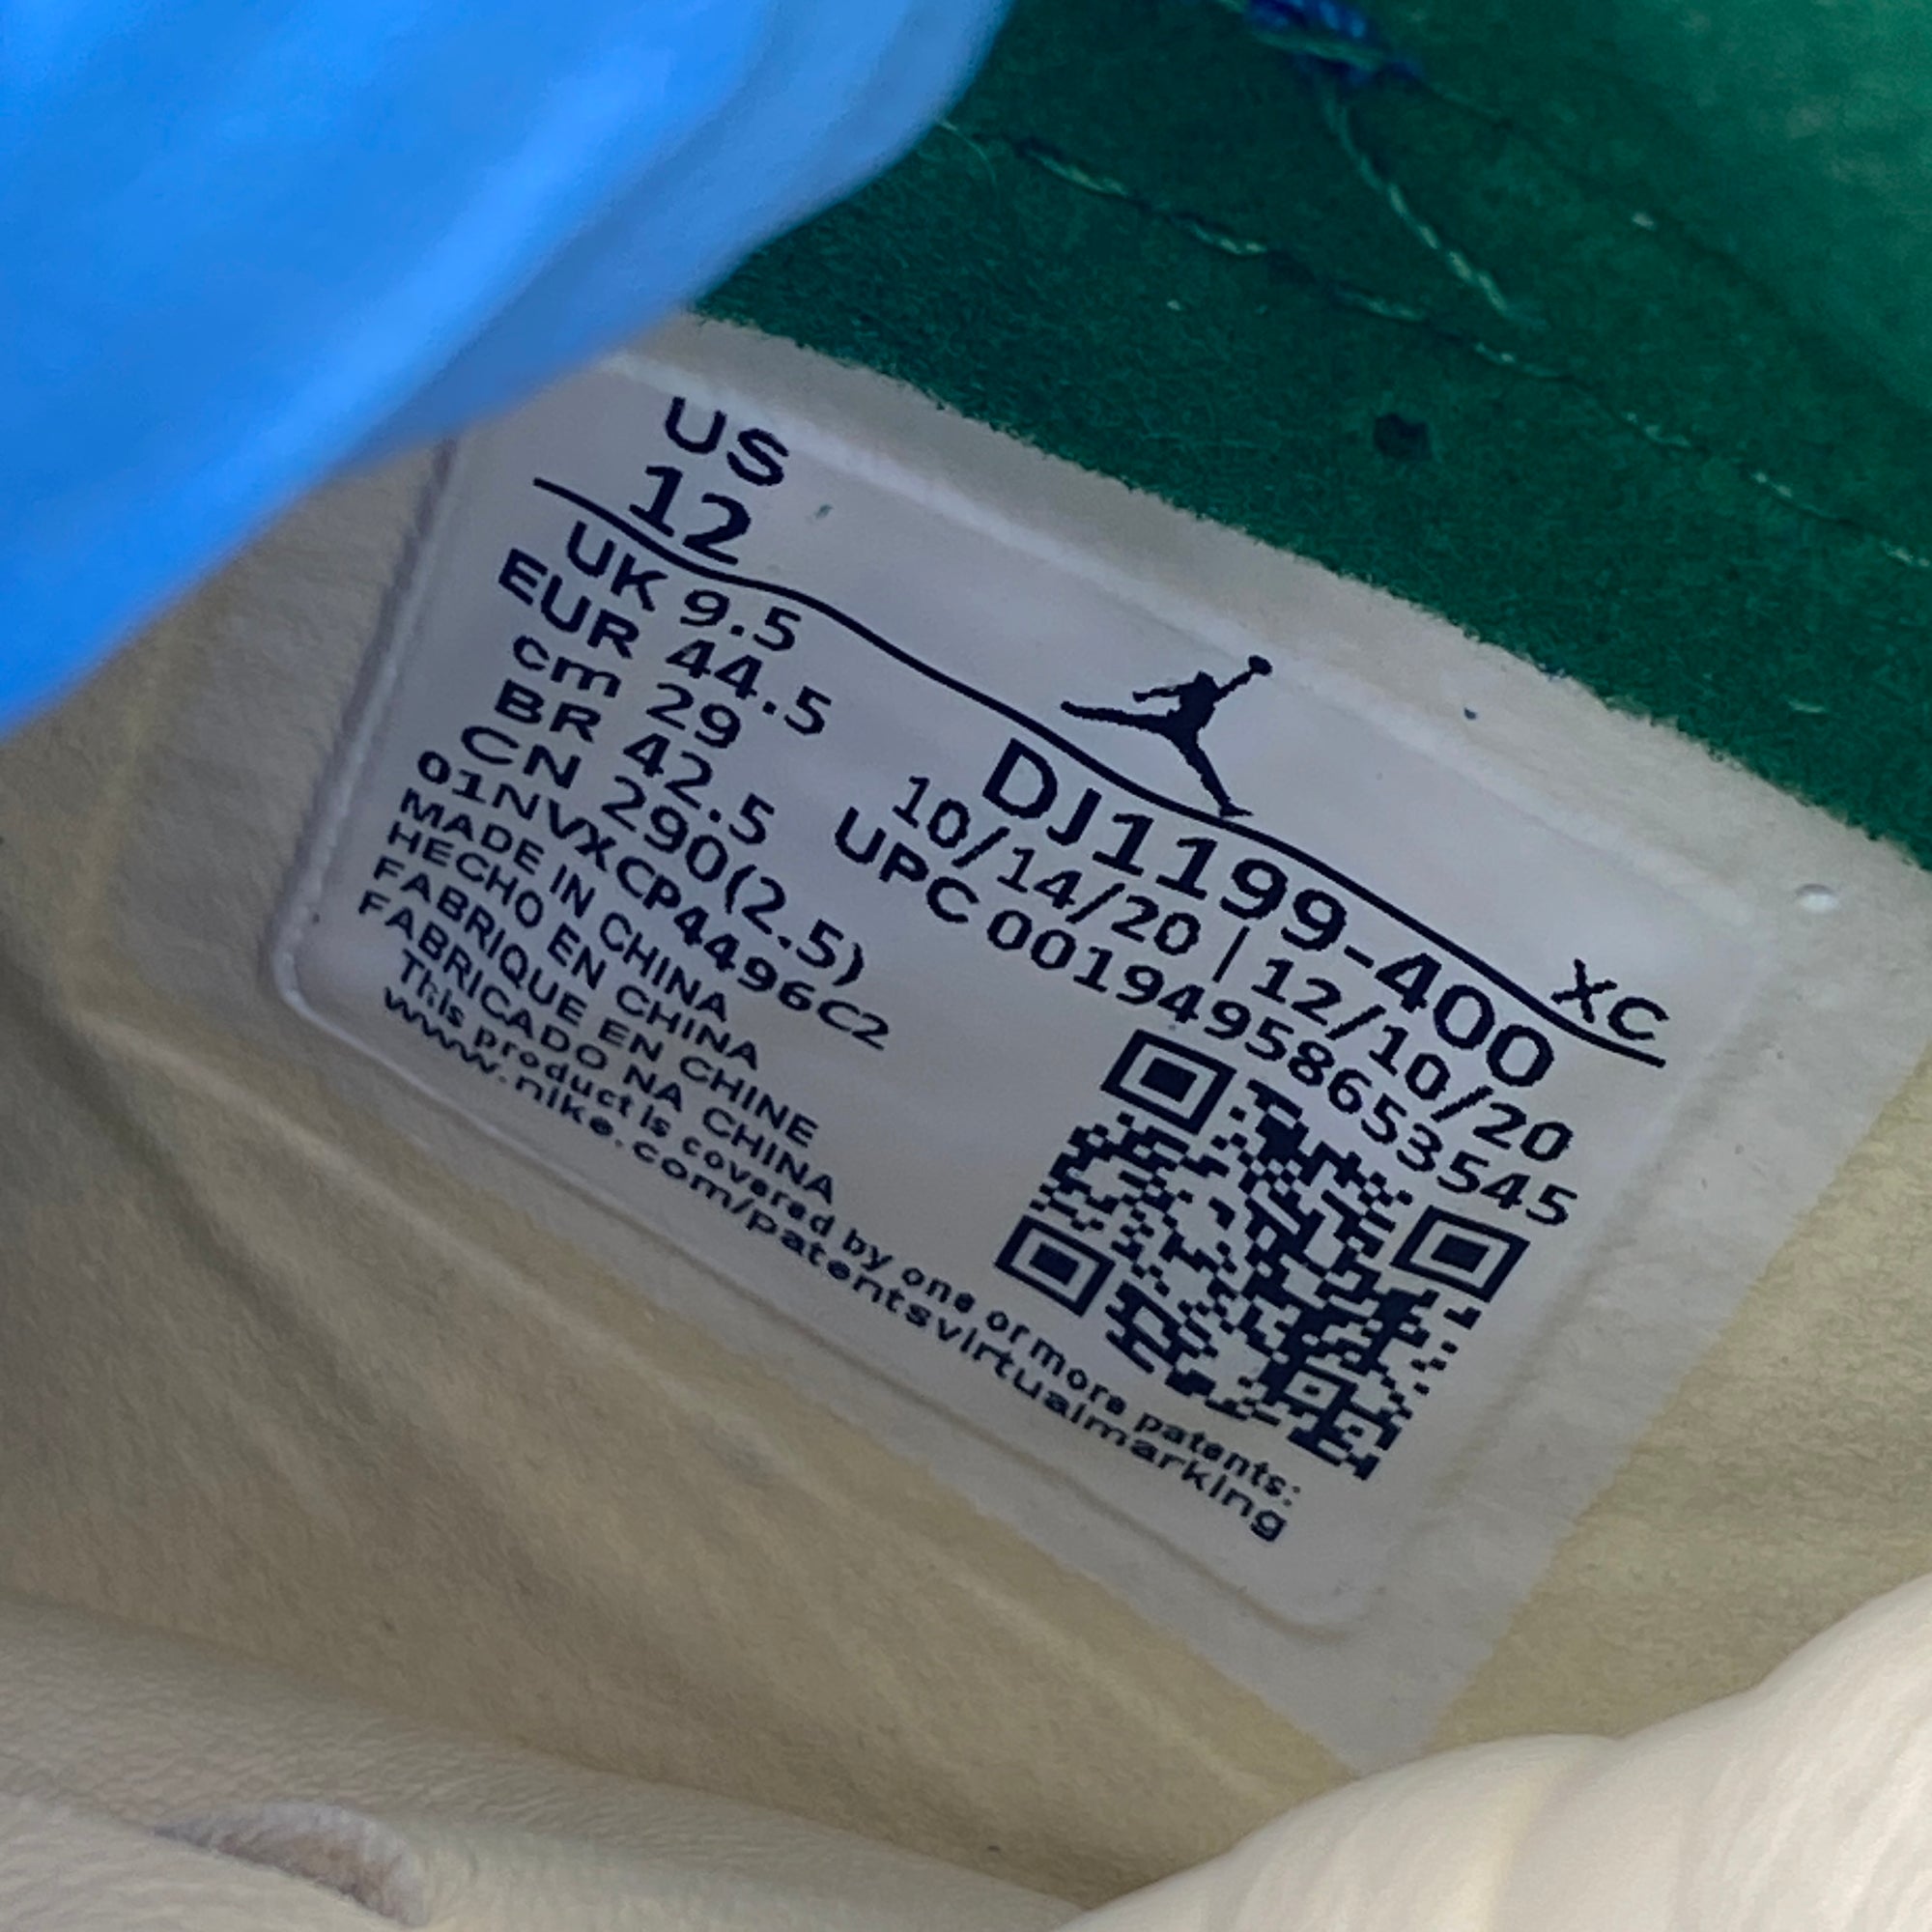 US
12
UK 9.5
EUR 44.5
cm 29
BR 42.5
CN 290(2.5)
01NVXCP4496C2
MADE IN CHINA
HECHO EN CHINA
FABRIQUE EN CHINE
FABRICADO NA CHINA
This product is covered by one or more patents:
www.nike.com/patentsvirtualmarking
XC
DJ1199-400
10/14/20 | 12/10/20
UPC 00194958653545